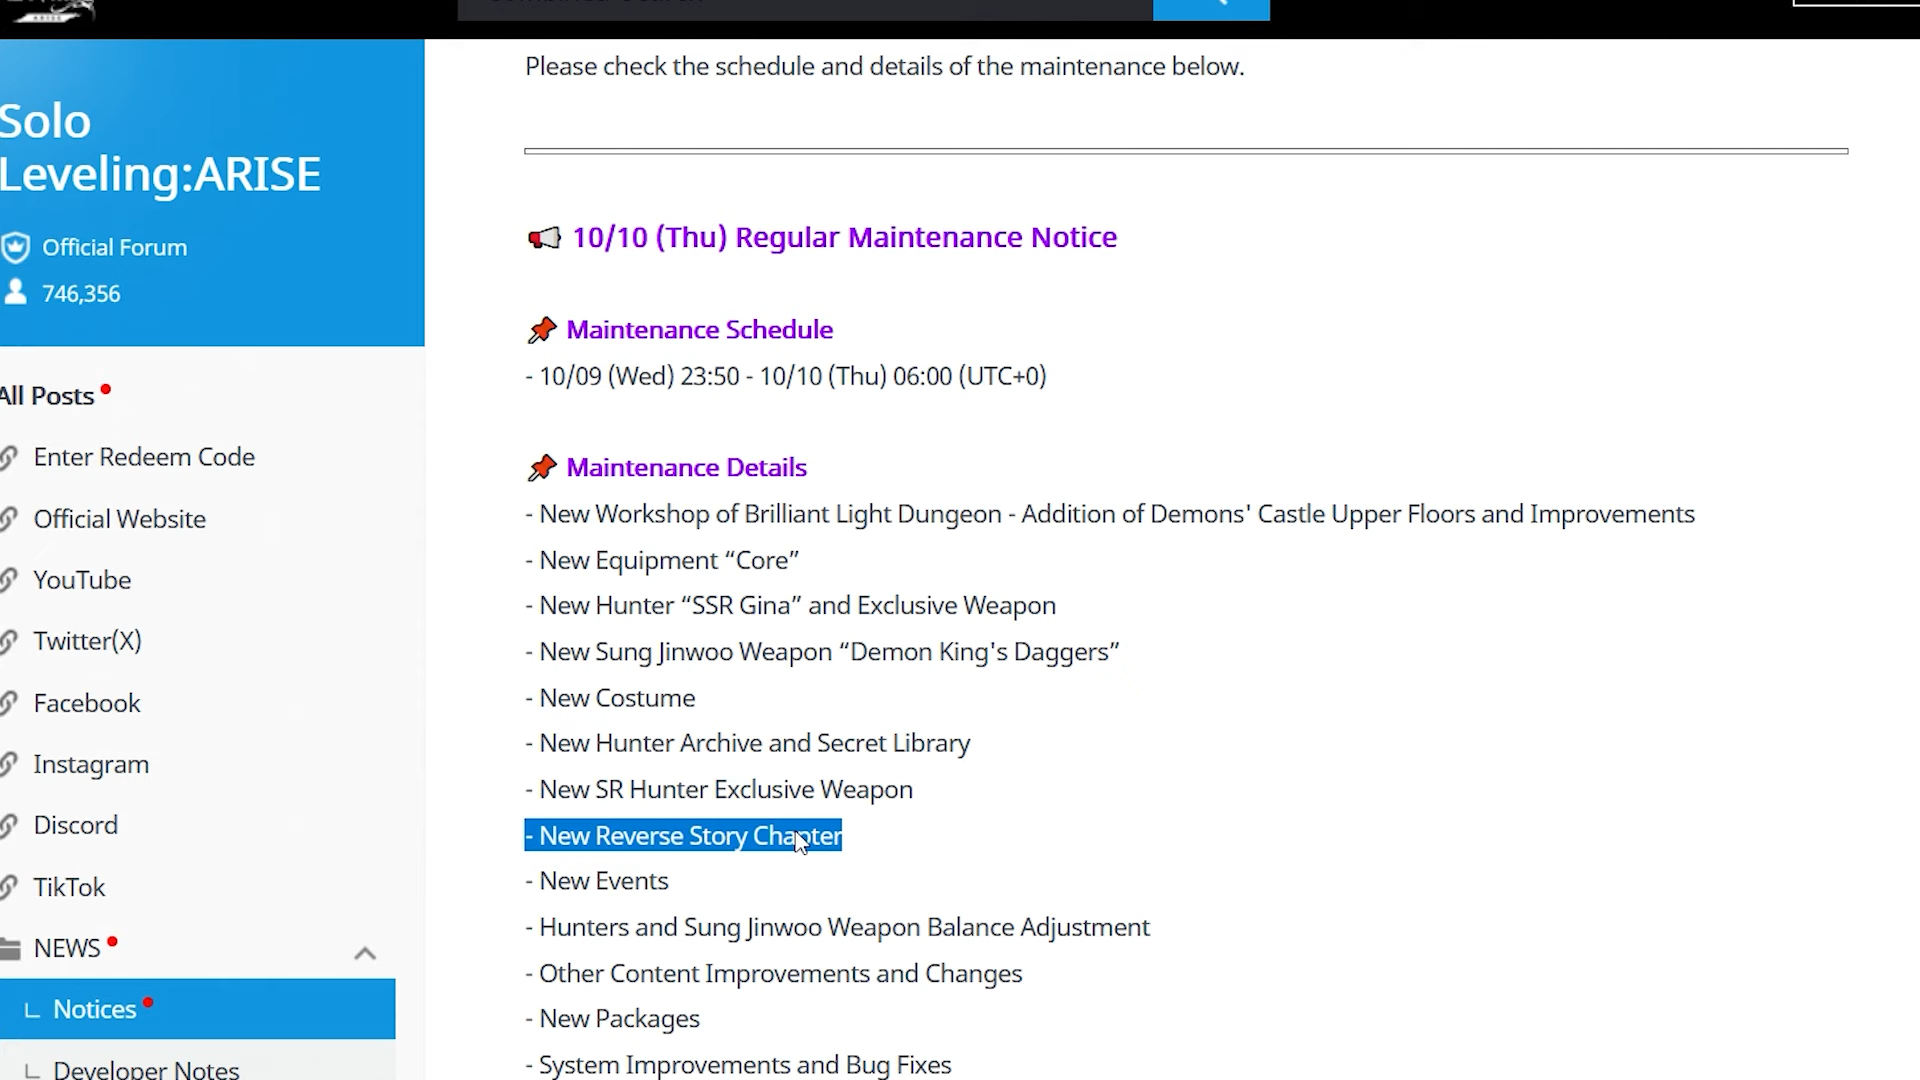 ARISE
Please check the schedule and details of the maintenance below.
Solo
Leveling:ARISE
Official Forum
746,356
All Posts
Enter Redeem Code
Official Website
YouTube
Twitter(X)
Facebook
Instagram
Discord
TikTok
NEWS
Notices
Developer Notes
10/10 (Thu) Regular Maintenance Notice
Maintenance Schedule
- 10/09 (Wed) 23:50 - 10/10 (Thu) 06:00 (UTC+0)
Maintenance Details
- New Workshop of Brilliant Light Dungeon - Addition of Demons' Castle Upper Floors and Improvements
- New Equipment “Core”
- New Hunter “SSR Gina” and Exclusive Weapon
- New Sung Jinwoo Weapon “Demon King's Daggers”
- New Costume
- New Hunter Archive and Secret Library
- New SR Hunter Exclusive Weapon
- New Reverse Story Chapter
- New Events
- Hunters and Sung Jinwoo Weapon Balance Adjustment
- Other Content Improvements and Changes
- New Packages
- System Improvements and Bug Fixes